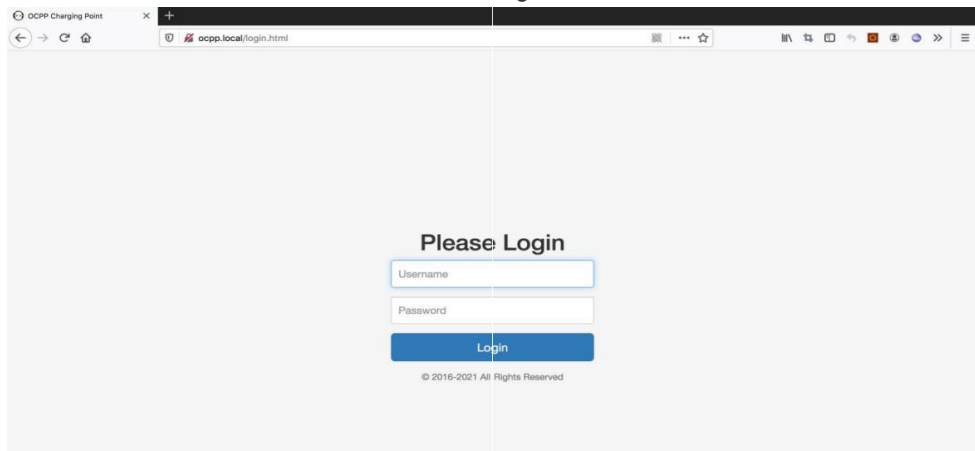 OCPP Charging Point
ocpp.local/login.html
Please Login
Username
Password
Login
© 2016-2021 All Rights Reserved